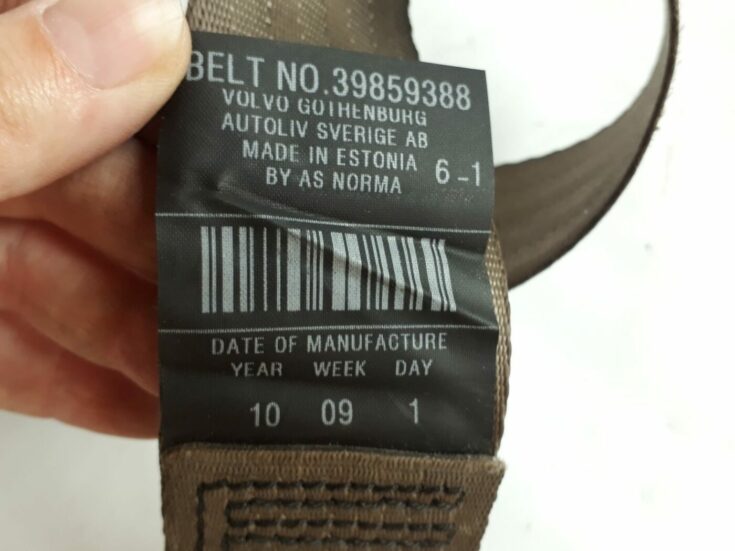 BELT NO.39859388
VOLVO GOTHENBURG
AUTOLIV SVERIGE AB
MADE IN ESTONIA 6-1
BY AS NORMA
DATE OF MANUFACTURE
YEAR WEEK DAY
10 09 1